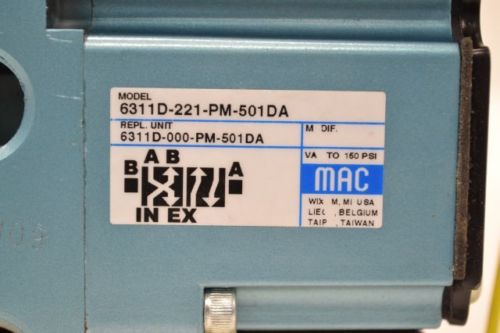 MODEL
6311D-221-PM-501DA
REPL. UNIT
6311D-000-PM-501DA
M DIF.
VA TO 150 PSI
A B
B A
IN EX
MAC
WIX M, MI USA
, BELGIUM
TAIP , TAIWAN